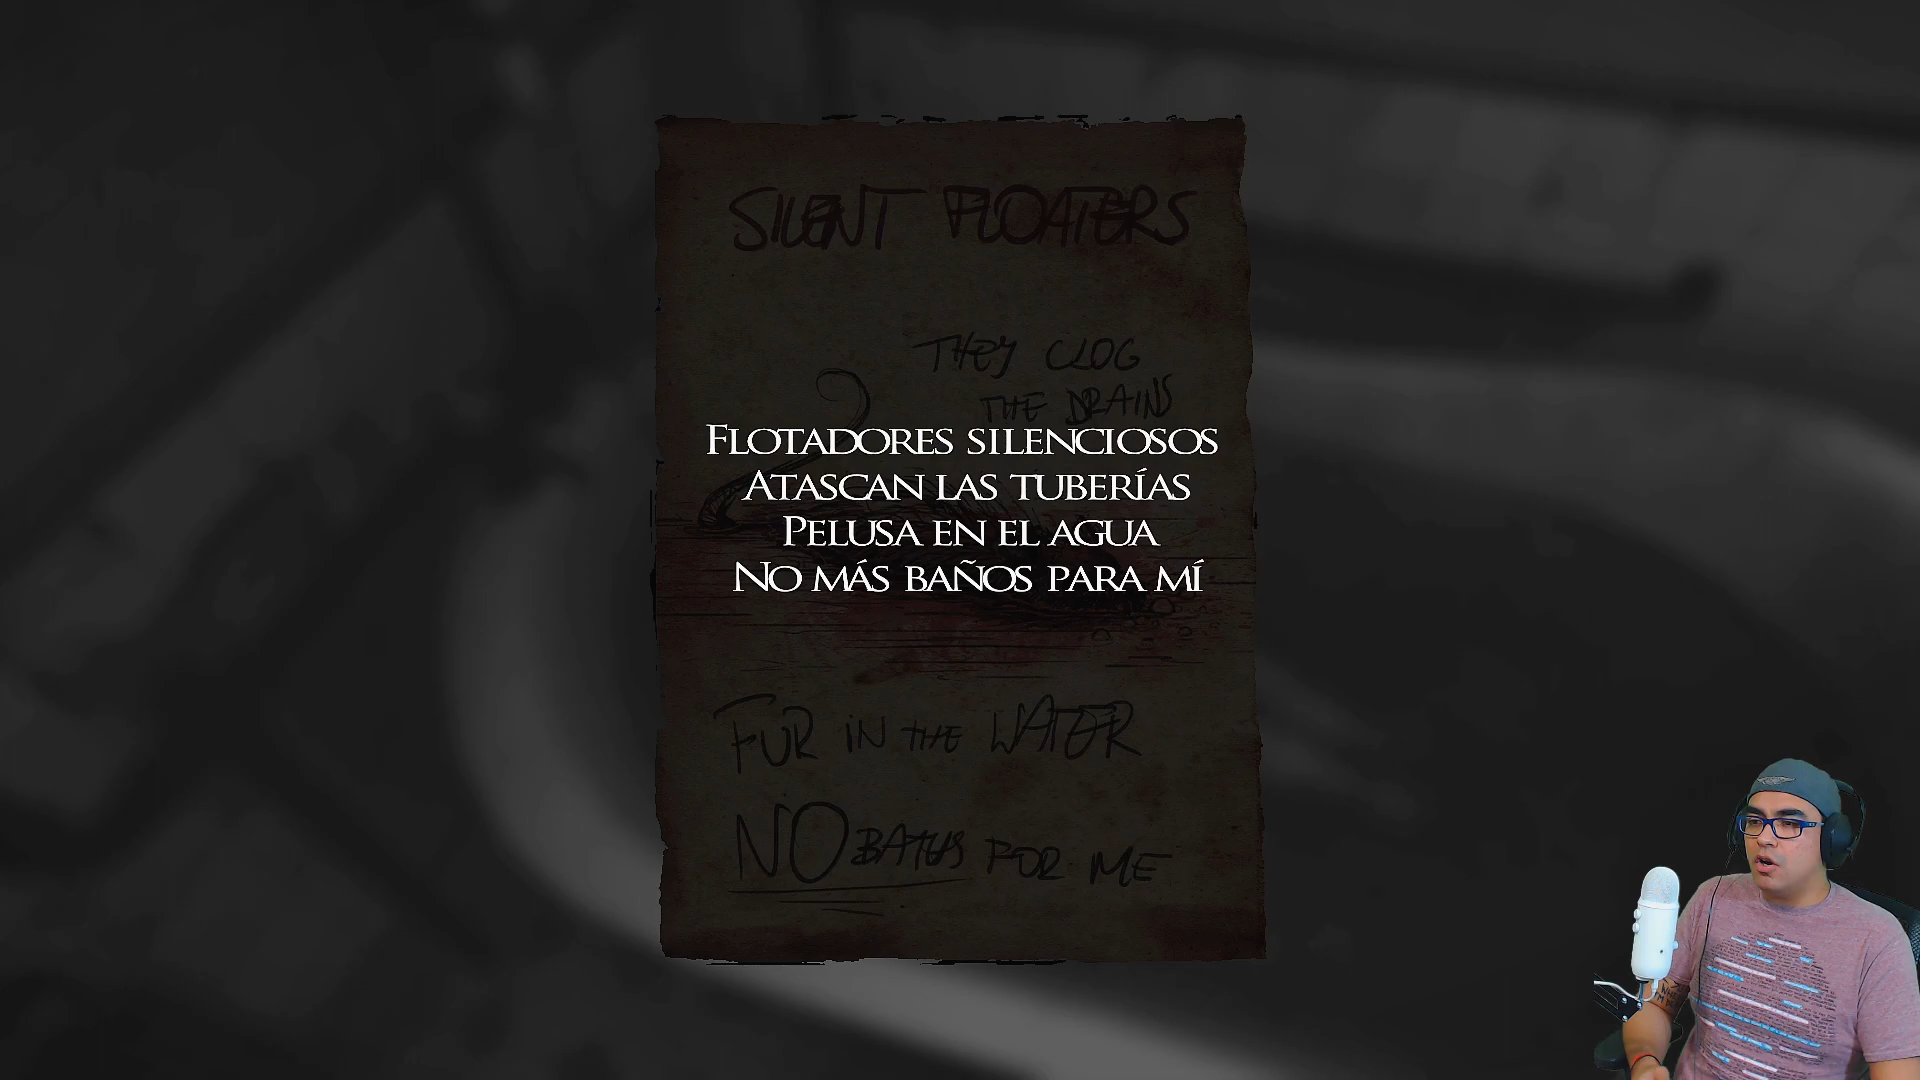 SILENT FLOATERS
THEY CLOG
THE DRAINS
FLOTADORES SILENCIOSOS
ATASCAN LAS TUBERÍAS
PELUSA EN EL AGUA
NO MÁS BAÑOS PARA MÍ
FUR IN THE WATER
NO BATHS FOR ME